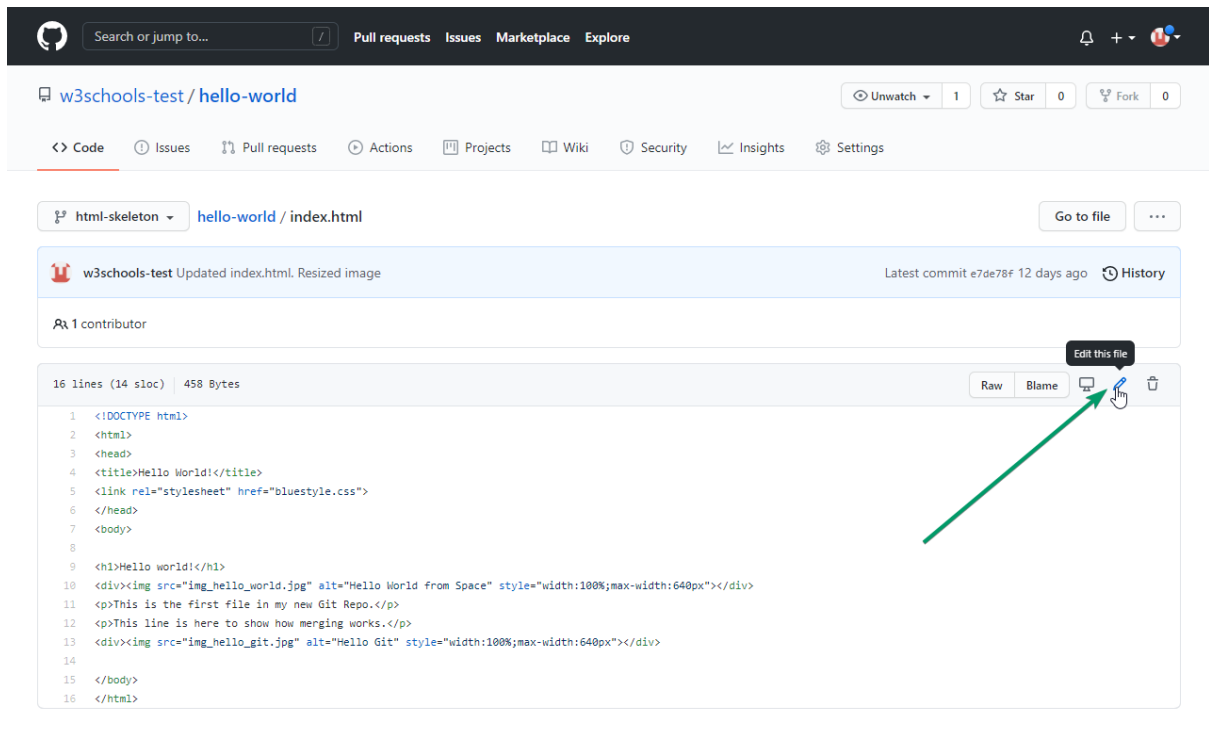 Search or jump to... / Pull requests Issues Marketplace Explore
w3schools-test / hello-world Unwatch 1 Star 0 Fork 0
<> Code Issues Pull requests Actions Projects Wiki Security Insights Settings
html-skeleton hello-world / index.html Go to file ...
w3schools-test Updated index.html. Resized image Latest commit e7de78f 12 days ago History
1 contributor
Edit this file
16 lines (14 sloc) 458 Bytes Raw Blame
1 <!DOCTYPE html>
2 <html>
3 <head>
4 <title>Hello World!</title>
5 <link rel="stylesheet" href="bluestyle.css">
6 </head>
7 <body>
8
9 <h1>Hello world!</h1>
10 <div><img src="img_hello_world.jpg" alt="Hello World from Space" style="width:100%;max-width:640px"></div>
11 <p>This is the first file in my new Git Repo.</p>
12 <p>This line is here to show how merging works.</p>
13 <div><img src="img_hello_git.jpg" alt="Hello Git" style="width:100%;max-width:640px"></div>
14
15 </body>
16 </html>